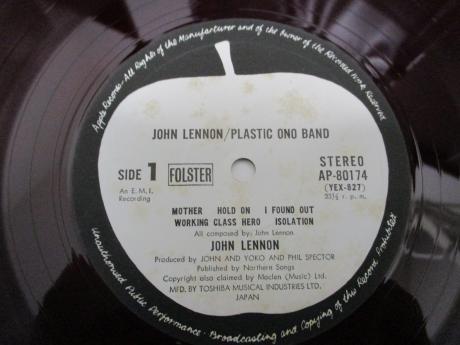 Apple Records · All Rights of the Manufacturer and of the Owner of the Recorded Work Reserved
JOHN LENNON/PLASTIC ONO BAND
SIDE 1
FOLSTER
STEREO
AP-80174
(YEX-827)
33⅓ r. p. m.
An E. M. I.
Recording
MOTHER HOLD ON I FOUND OUT
WORKING CLASS HERO ISOLATION
All composed by: John Lennon
JOHN LENNON
Produced by JOHN AND YOKO AND PHIL SPECTOR
Published by Northern Songs
Copyright also claimed by Maclen (Music) Ltd.
MFD. BY TOSHIBA MUSICAL INDUSTRIES LTD.
JAPAN
Unauthorised Public Performance · Broadcasting and Copying of this Record Prohibited